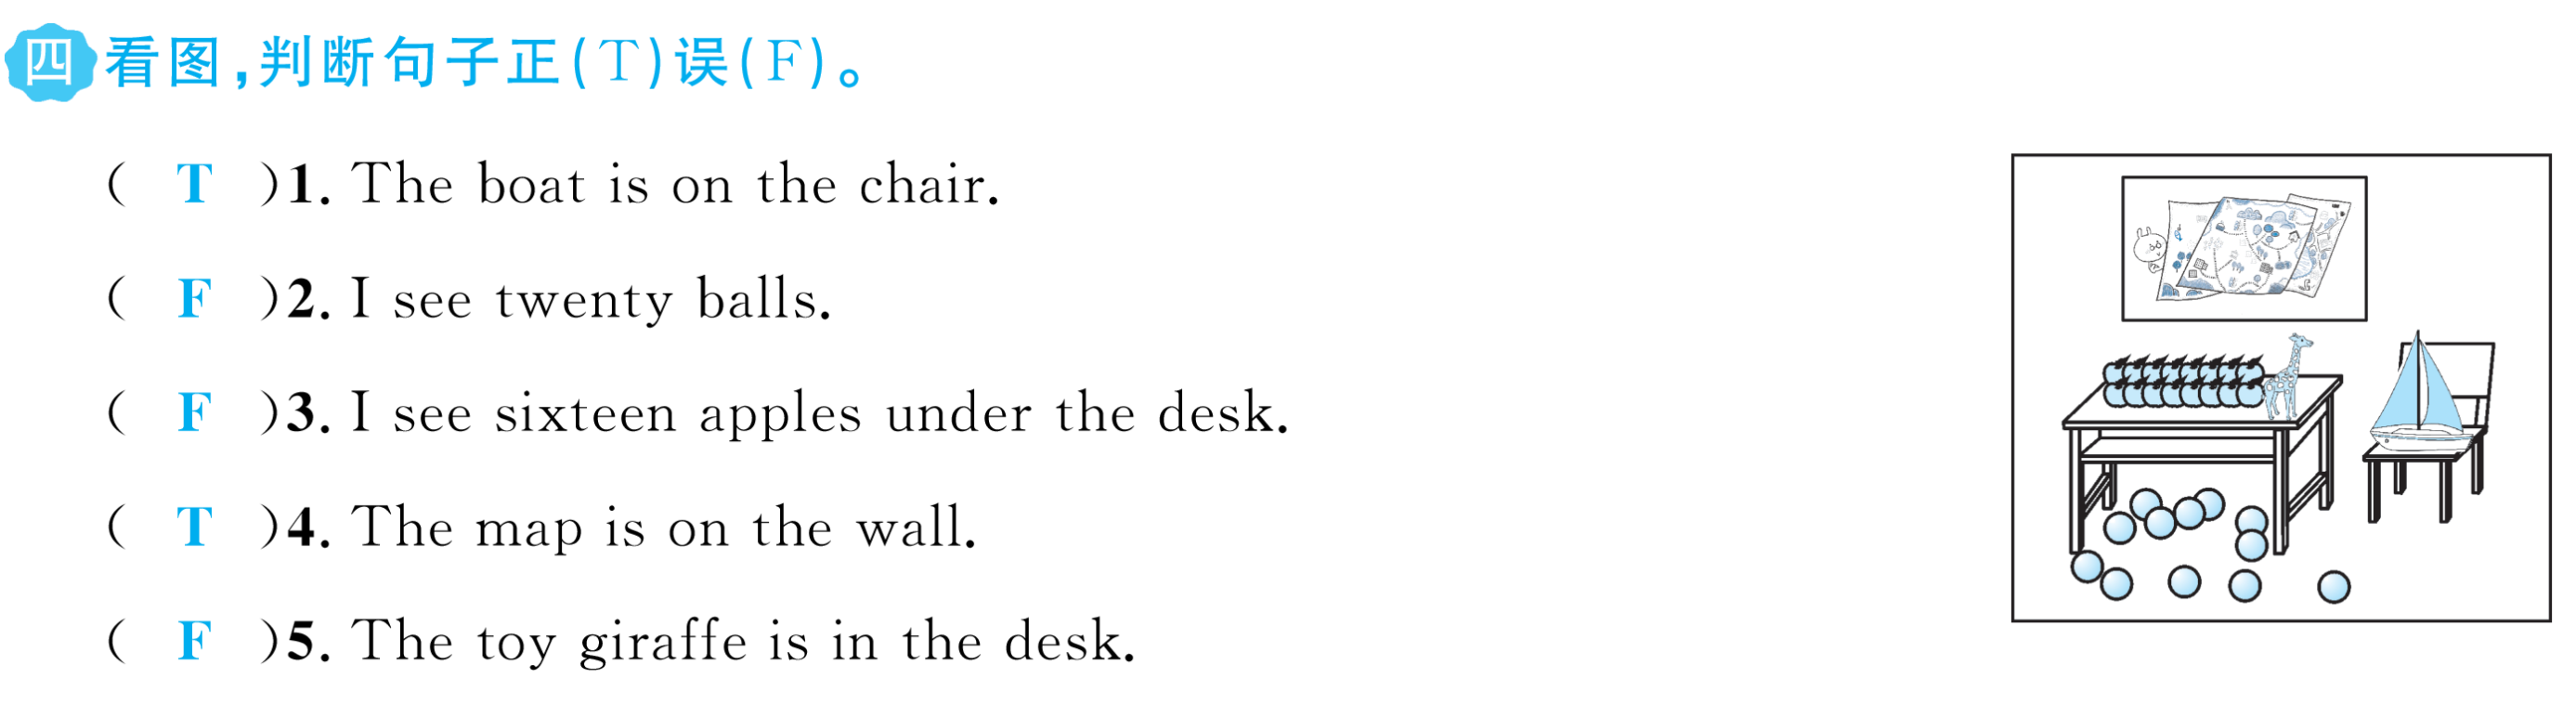 四 看图,判断句子正(T)误(F)。
( T )1. The boat is on the chair.
( F )2. I see twenty balls.
( F )3. I see sixteen apples under the desk.
( T )4. The map is on the wall.
( F )5. The toy giraffe is in the desk.